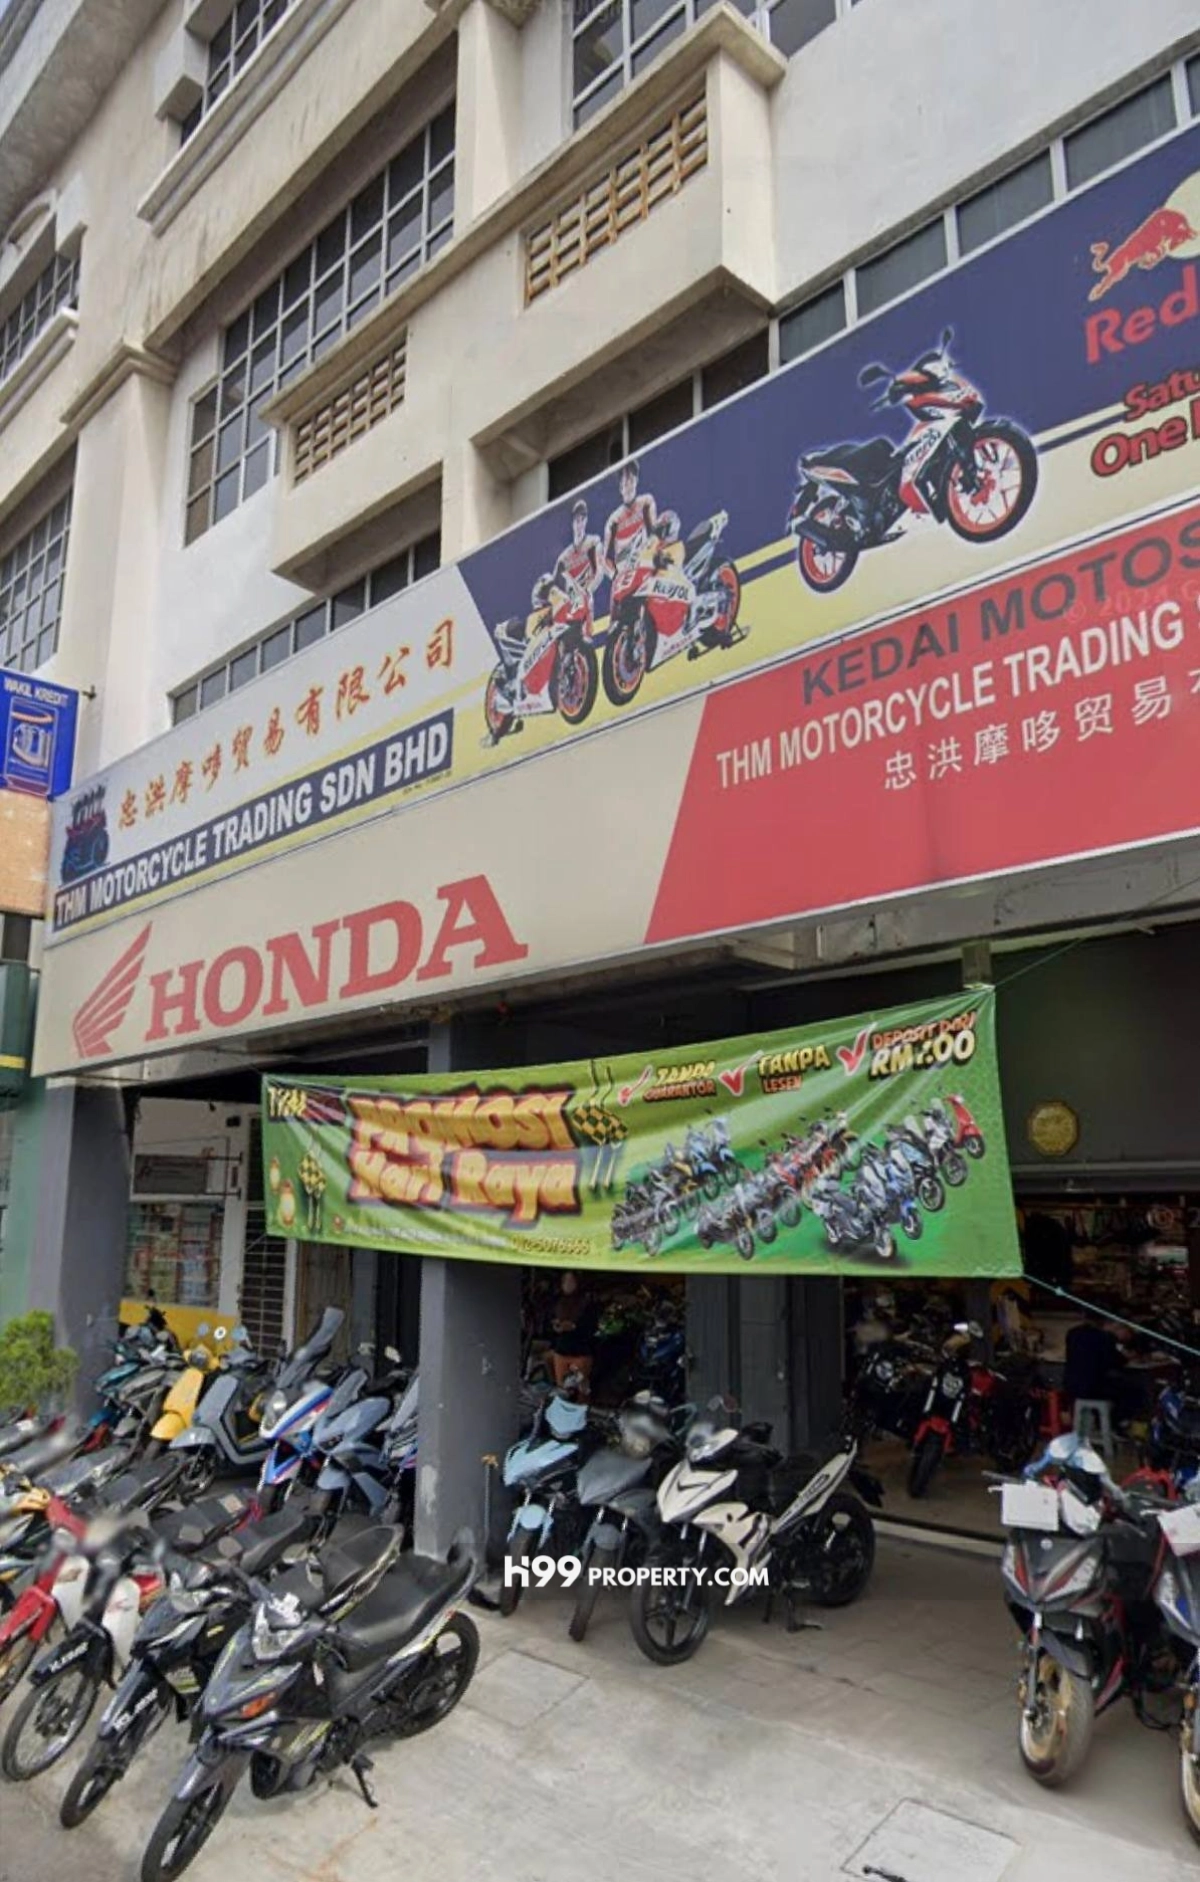 Red
Satu
One
REPSOL
忠洪摩哆贸易有限公司
THM MOTORCYCLE TRADING SDN BHD
KEDAI MOTOS
THM MOTORCYCLE TRADING
忠洪摩哆贸易
WAKIL KREDIT
HONDA
THM
PROMOSI
Hari Raya
TANPA
GUARANTOR
TANPA
LESEN
DEPOSIT
H99 PROPERTY.COM